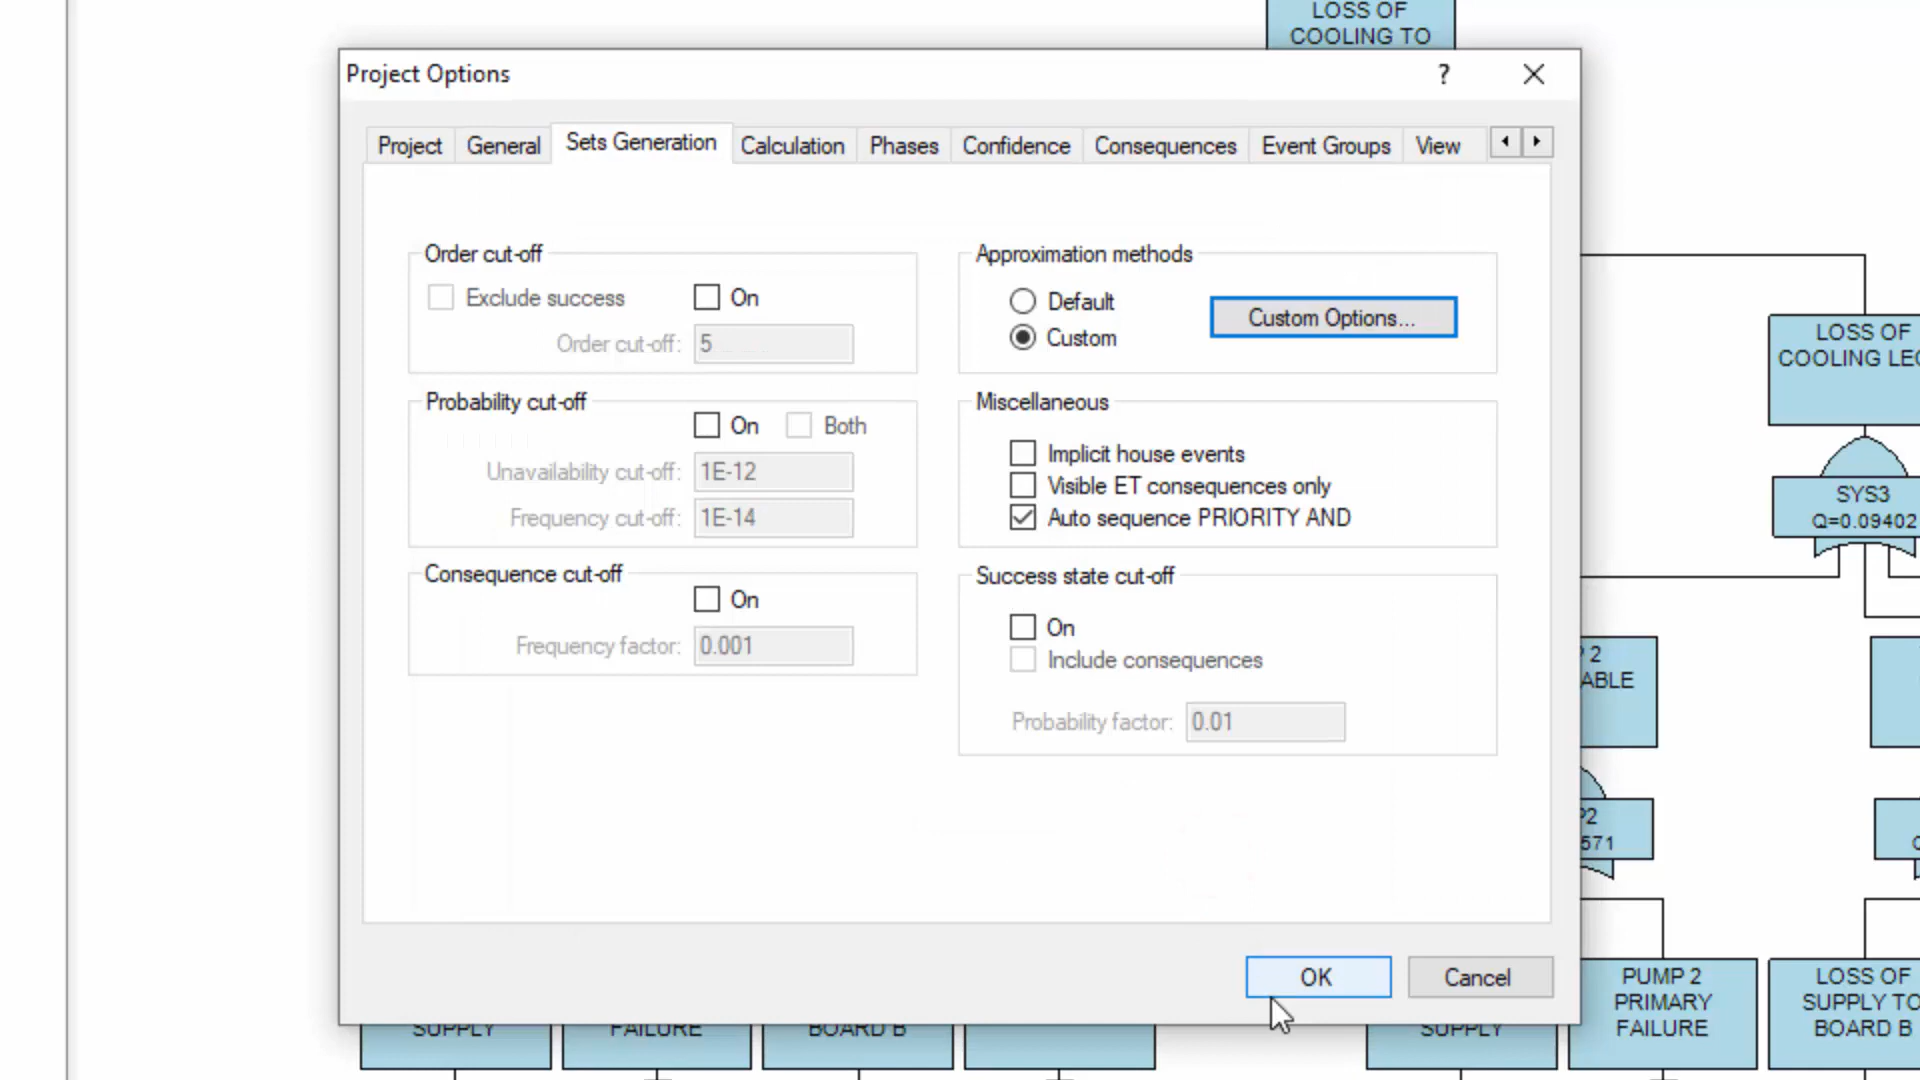 LOSS OF
COOLING TO
Project Options
?
Project
General
Sets Generation
Calculation
Phases
Confidence
Consequences
Event Groups
View
Order cut-off
Exclude success
On
Order cut-off:
5
Probability cut-off
On
Both
Unavailability cut-off:
1E-12
Frequency cut-off:
1E-14
Consequence cut-off
On
Frequency factor:
0.001
Approximation methods
Default
Custom
Custom Options...
Miscellaneous
Implicit house events
Visible ET consequences only
Auto sequence PRIORITY AND
Success state cut-off
On
Include consequences
Probability factor:
0.01
OK
Cancel
LOSS OF
COOLING LEG
SYS3
Q=0.09402
2
ABLE
P2
571
PUMP 2
PRIMARY
FAILURE
LOSS OF
SUPPLY TO
BOARD B
SUPPLY
FAILURE
BOARD B
SUPPLY